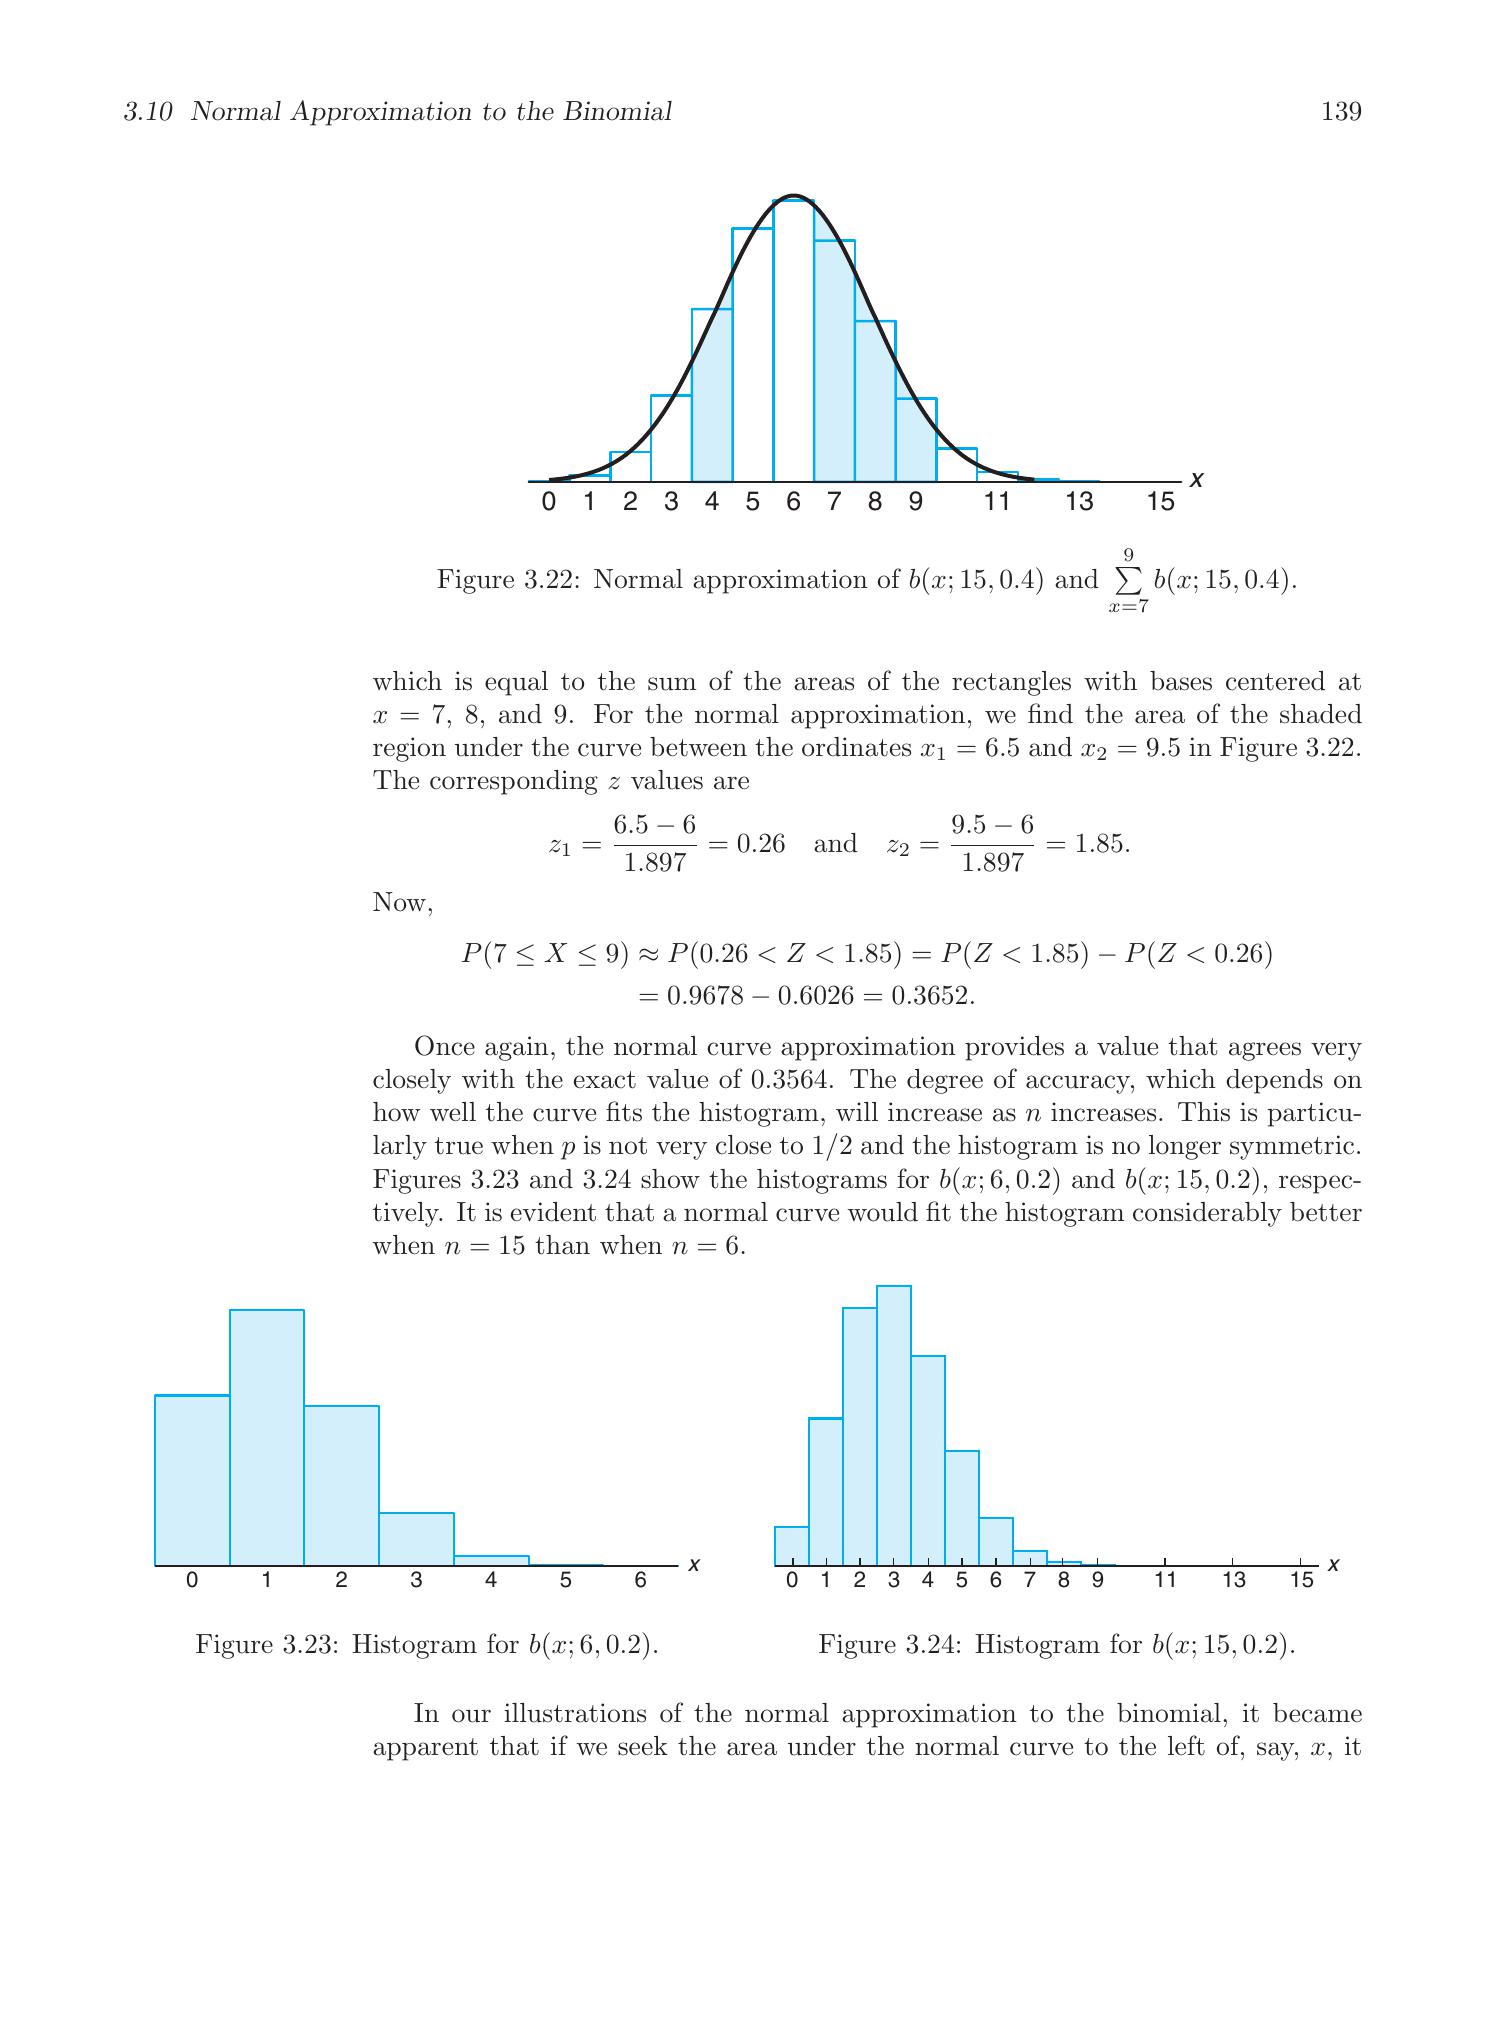 3.10 Normal Approximation to the Binomial 139
x
0 1 2 3 4 5 6 7 8 9 11 13 15
Figure 3.22: Normal approximation of b(x; 15, 0.4) and \sum_{x=7}^{9} b(x; 15, 0.4).
which is equal to the sum of the areas of the rectangles with bases centered at
x = 7, 8, and 9. For the normal approximation, we find the area of the shaded
region under the curve between the ordinates x₁ = 6.5 and x₂ = 9.5 in Figure 3.22.
The corresponding z values are
z₁ = \frac{6.5 − 6}{1.897} = 0.26 and z₂ = \frac{9.5 − 6}{1.897} = 1.85.
Now,
P(7 ≤ X ≤ 9) ≈ P(0.26 < Z < 1.85) = P(Z < 1.85) − P(Z < 0.26)
= 0.9678 − 0.6026 = 0.3652.
Once again, the normal curve approximation provides a value that agrees very
closely with the exact value of 0.3564. The degree of accuracy, which depends on
how well the curve fits the histogram, will increase as n increases. This is particu-
larly true when p is not very close to 1/2 and the histogram is no longer symmetric.
Figures 3.23 and 3.24 show the histograms for b(x; 6, 0.2) and b(x; 15, 0.2), respec-
tively. It is evident that a normal curve would fit the histogram considerably better
when n = 15 than when n = 6.
x
0 1 2 3 4 5 6
Figure 3.23: Histogram for b(x; 6, 0.2).
x
0 1 2 3 4 5 6 7 8 9 11 13 15
Figure 3.24: Histogram for b(x; 15, 0.2).
In our illustrations of the normal approximation to the binomial, it became
apparent that if we seek the area under the normal curve to the left of, say, x, it